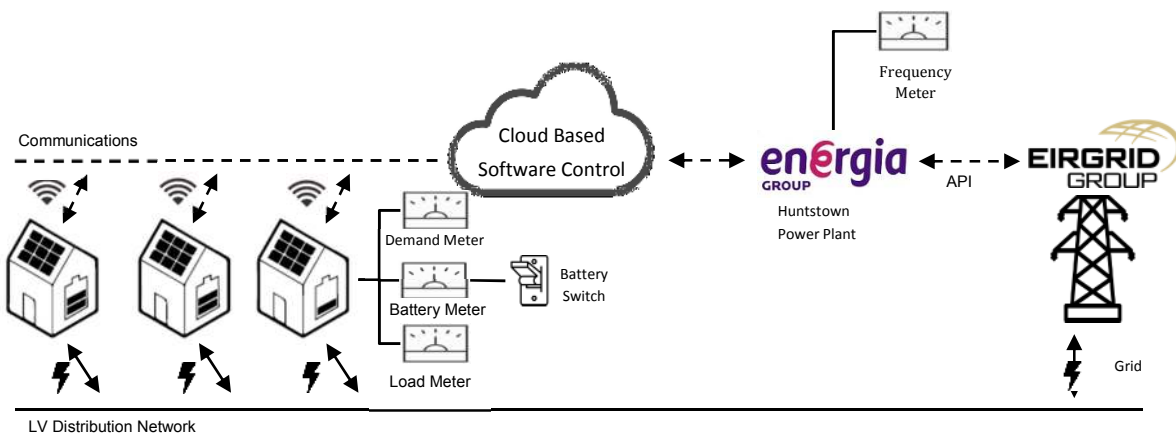 Frequency
Meter
Communications
Cloud Based
Software Control
energia
GROUP
API
EIRGRID
GROUP
Huntstown
Power Plant
Demand Meter
Battery
Switch
Battery Meter
Load Meter
Grid
LV Distribution Network